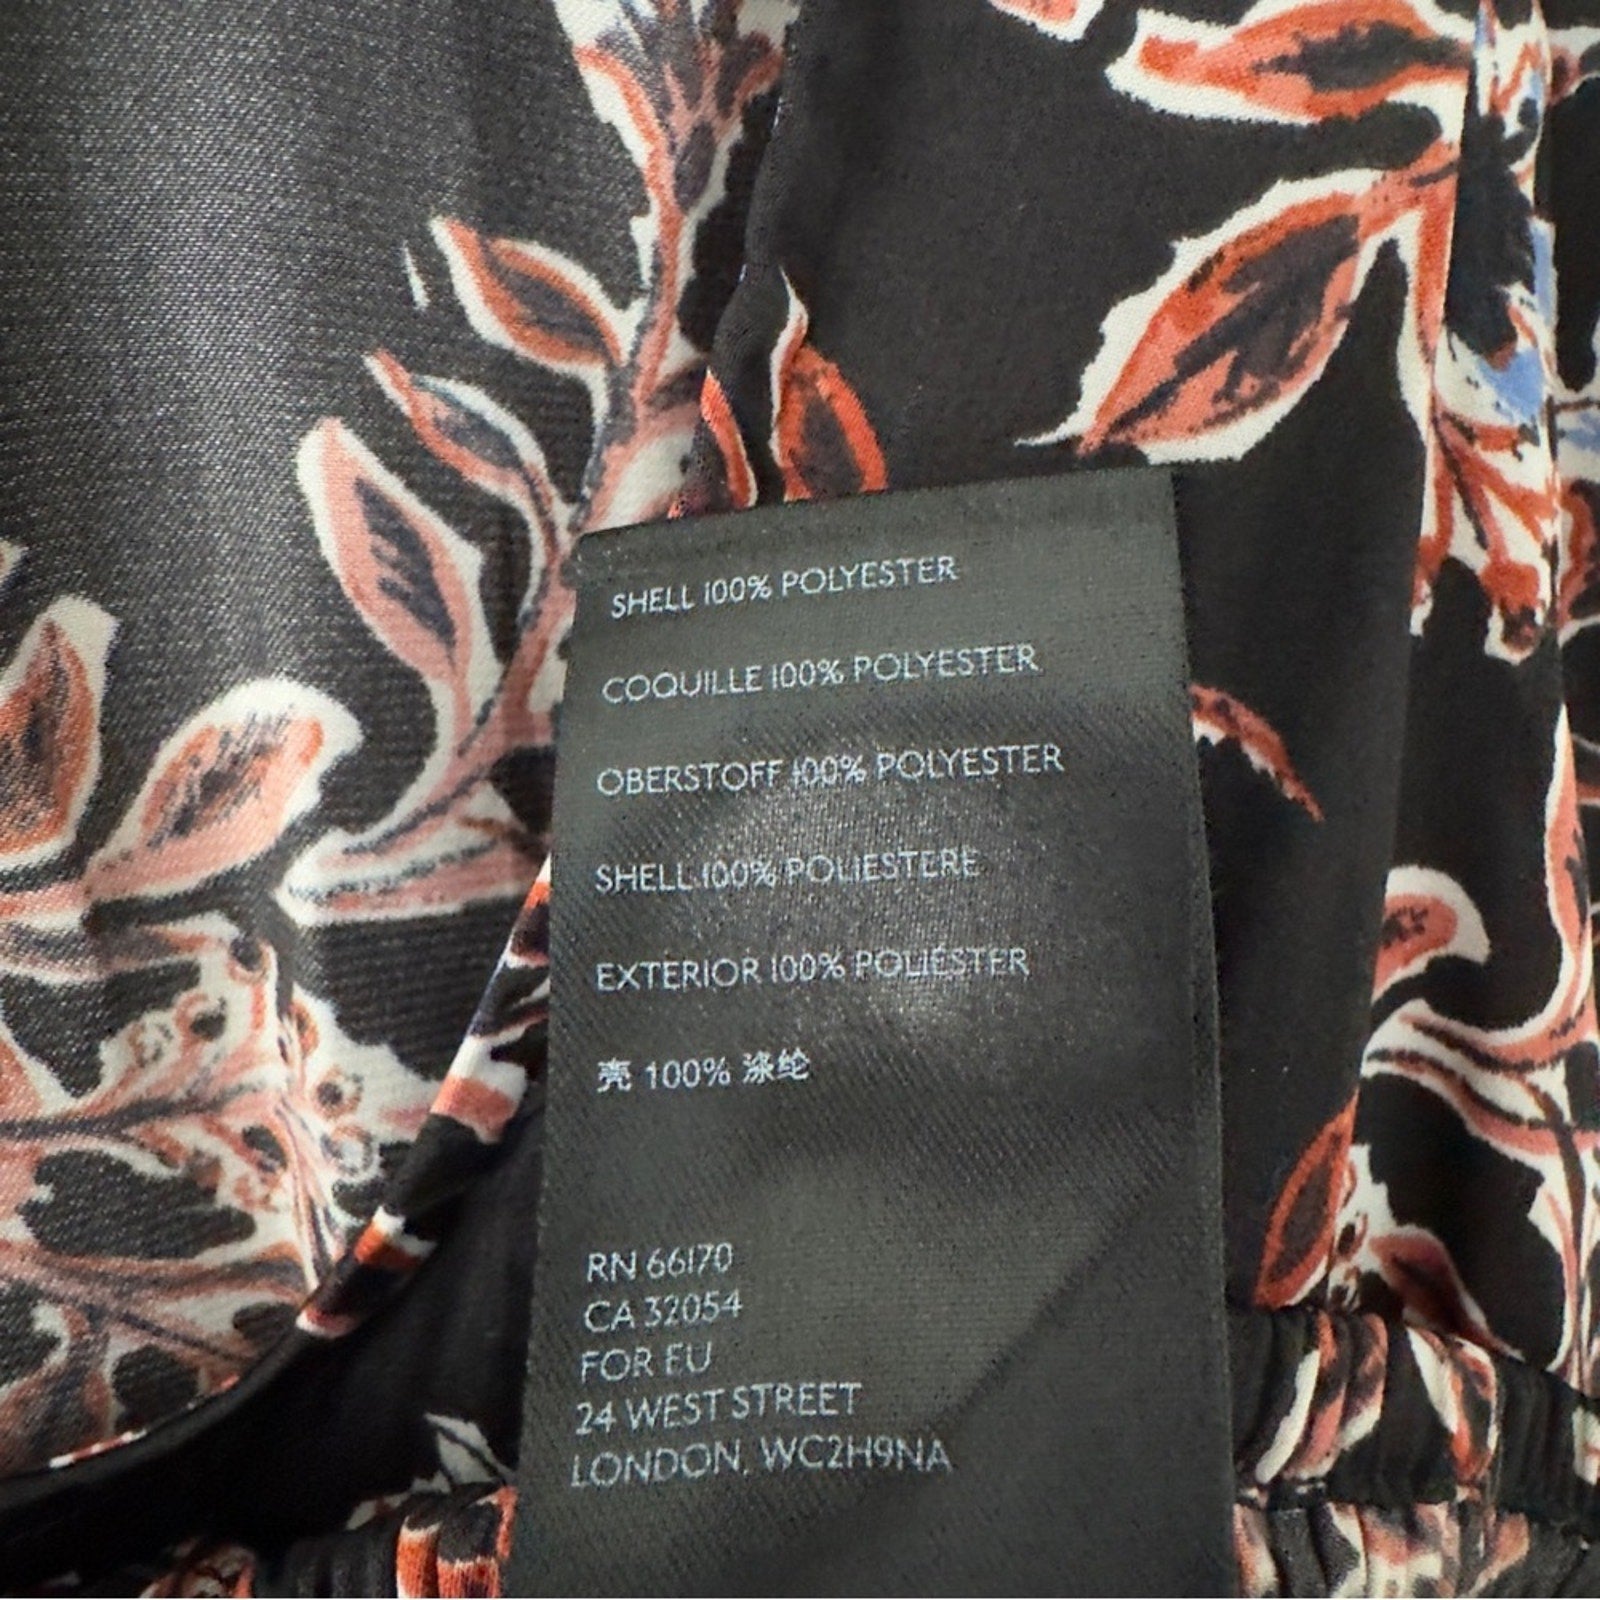 SHELL 100% POLYESTER
COQUILLE 100% POLYESTER
OBERSTOFF 100% POLYESTER
SHELL 100% POLIESTERE
EXTERIOR 100% POLIÉSTER
壳 100% 涤纶
RN 66170
CA 32054
FOR EU
24 WEST STREET
LONDON, WC2H9NA